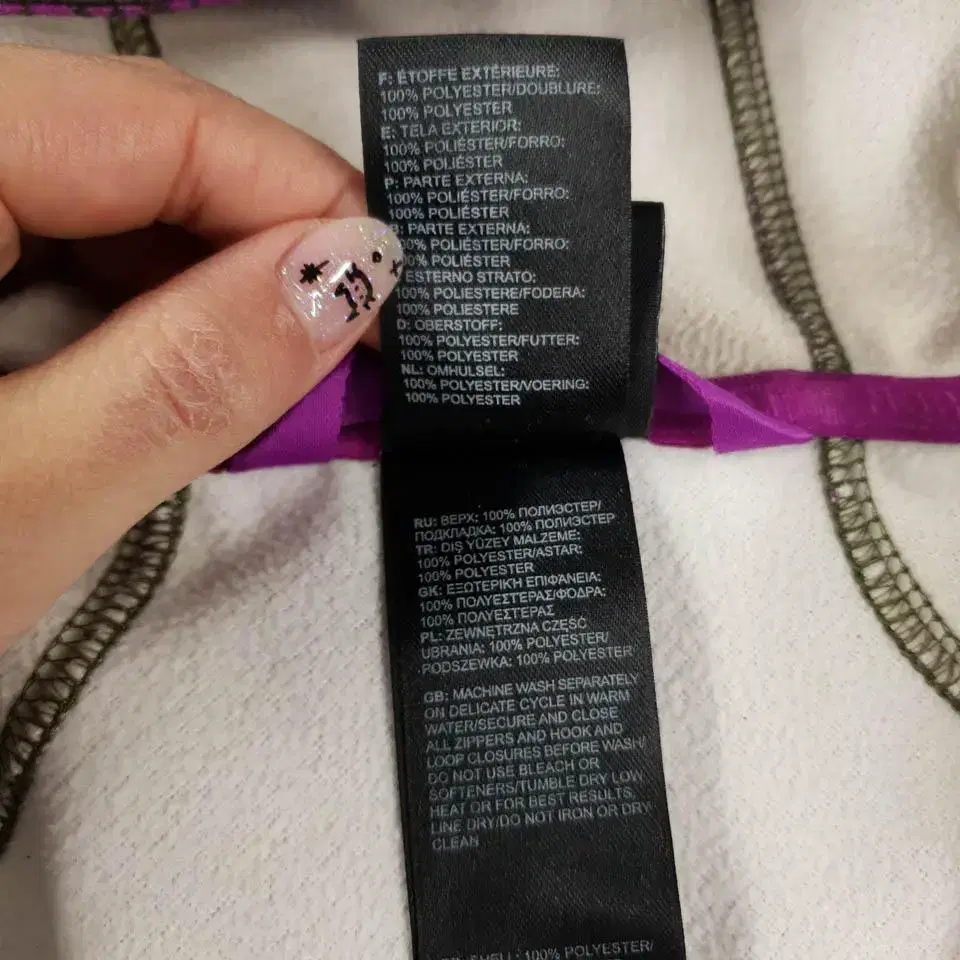 F: ÉTOFFE EXTÉRIEURE:
100% POLYESTER/DOUBLURE:
100% POLYESTER
E: TELA EXTERIOR:
100% POLIÉSTER/FORRO:
100% POLIÉSTER
P: PARTE EXTERNA:
100% POLIÉSTER/FORRO:
100% POLIÉSTER
B: PARTE EXTERNA:
00% POLIÉSTER/FORRO:
00% POLIÉSTER
ESTERNO STRATO:
100% POLIESTERE/FODERA:
100% POLIESTERE
D: OBERSTOFF:
100% POLYESTER/FUTTER:
100% POLYESTER
NL: OMHULSEL:
100% POLYESTER/VOERING:
100% POLYESTER
RU: ВЕРХ: 100% ПОЛИЭСТЕР/
ПОДКЛАДКА: 100% ПОЛИЭСТЕР
TR: DIŞ YÜZEY MALZEME:
100% POLYESTER/ASTAR:
100% POLYESTER
GK: ΕΞΩΤΕΡΙΚΗ ΕΠΙΦΆΝΕΙΑ:
100% ΠΟΛΥΕΣΤΕΡΑΣ/ΦΟΔΡΑ:
100% ΠΟΛΥΕΣΤΕΡΑΣ
PL: ZEWNĘTRZNA CZĘŚĆ
UBRANIA: 100% POLYESTER/
PODSZEWKA: 100% POLYESTER
GB: MACHINE WASH SEPARATELY
ON DELICATE CYCLE IN WARM
WATER/SECURE AND CLOSE
ALL ZIPPERS AND HOOK AND
LOOP CLOSURES BEFORE WASH/
DO NOT USE BLEACH OR
SOFTENERS/TUMBLE DRY LOW
HEAT OR FOR BEST RESULTS,
LINE DRY/DO NOT IRON OR DRY
CLEAN
SHELL: 100% POLYESTER/